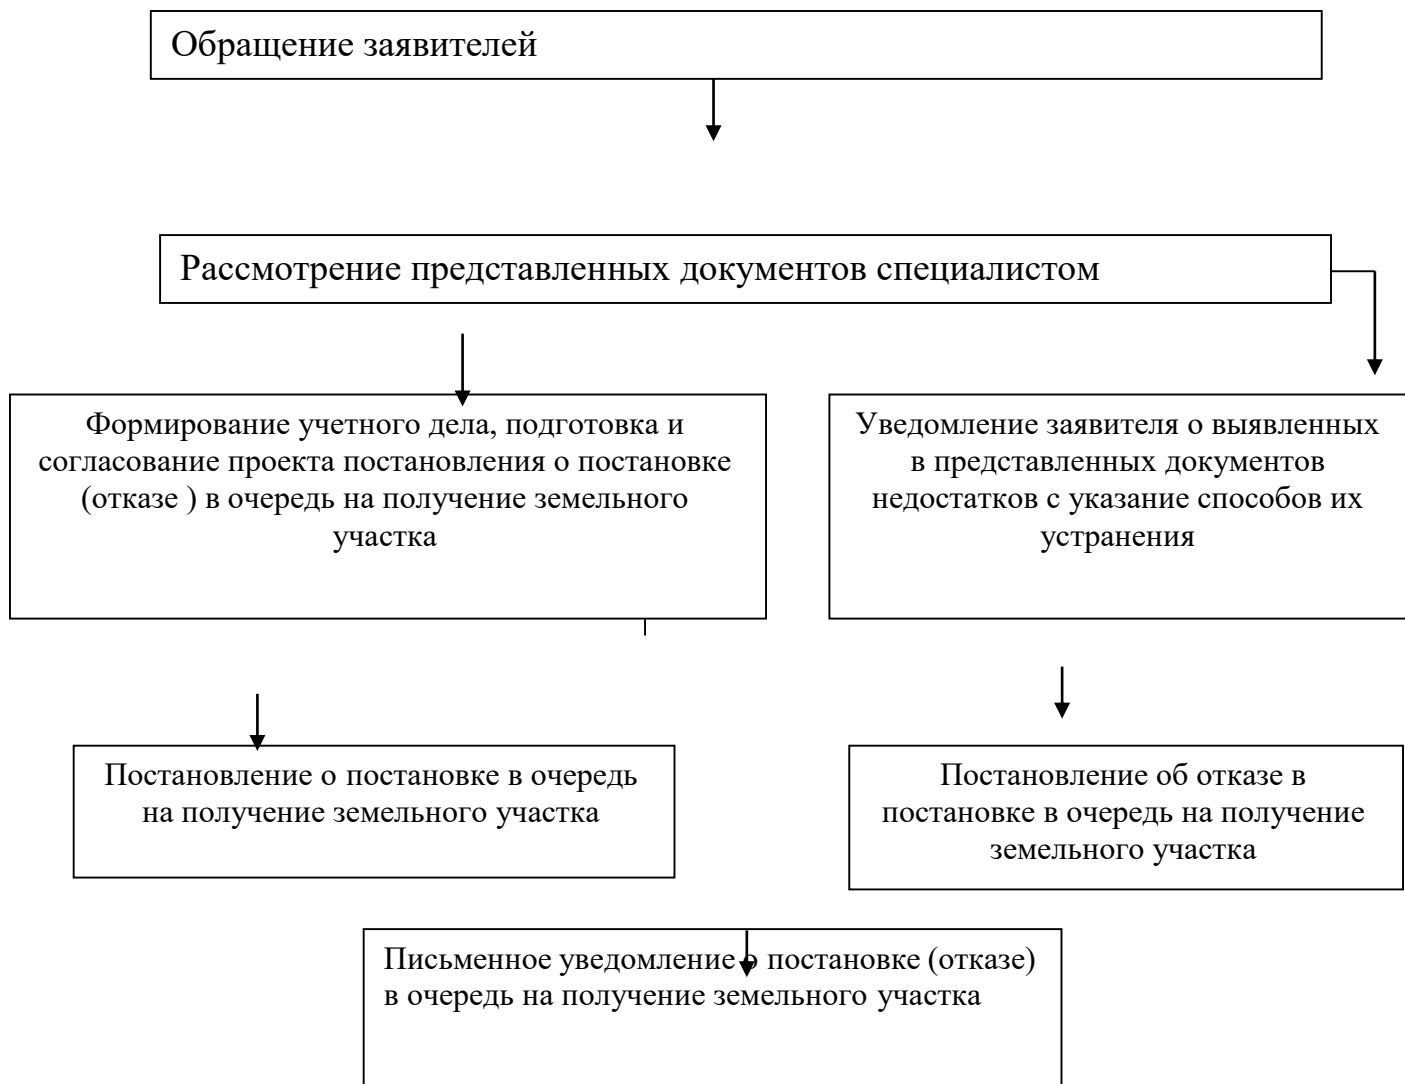 Обращение заявителей
Рассмотрение представленных документов специалистом
Формирование учетного дела, подготовка и
согласование проекта постановления о постановке
(отказе ) в очередь на получение земельного
участка
Уведомление заявителя о выявленных
в представленных документов
недостатков с указание способов их
устранения
Постановление о постановке в очередь
на получение земельного участка
Постановление об отказе в
постановке в очередь на получение
земельного участка
Письменное уведомление о постановке (отказе)
в очередь на получение земельного участка